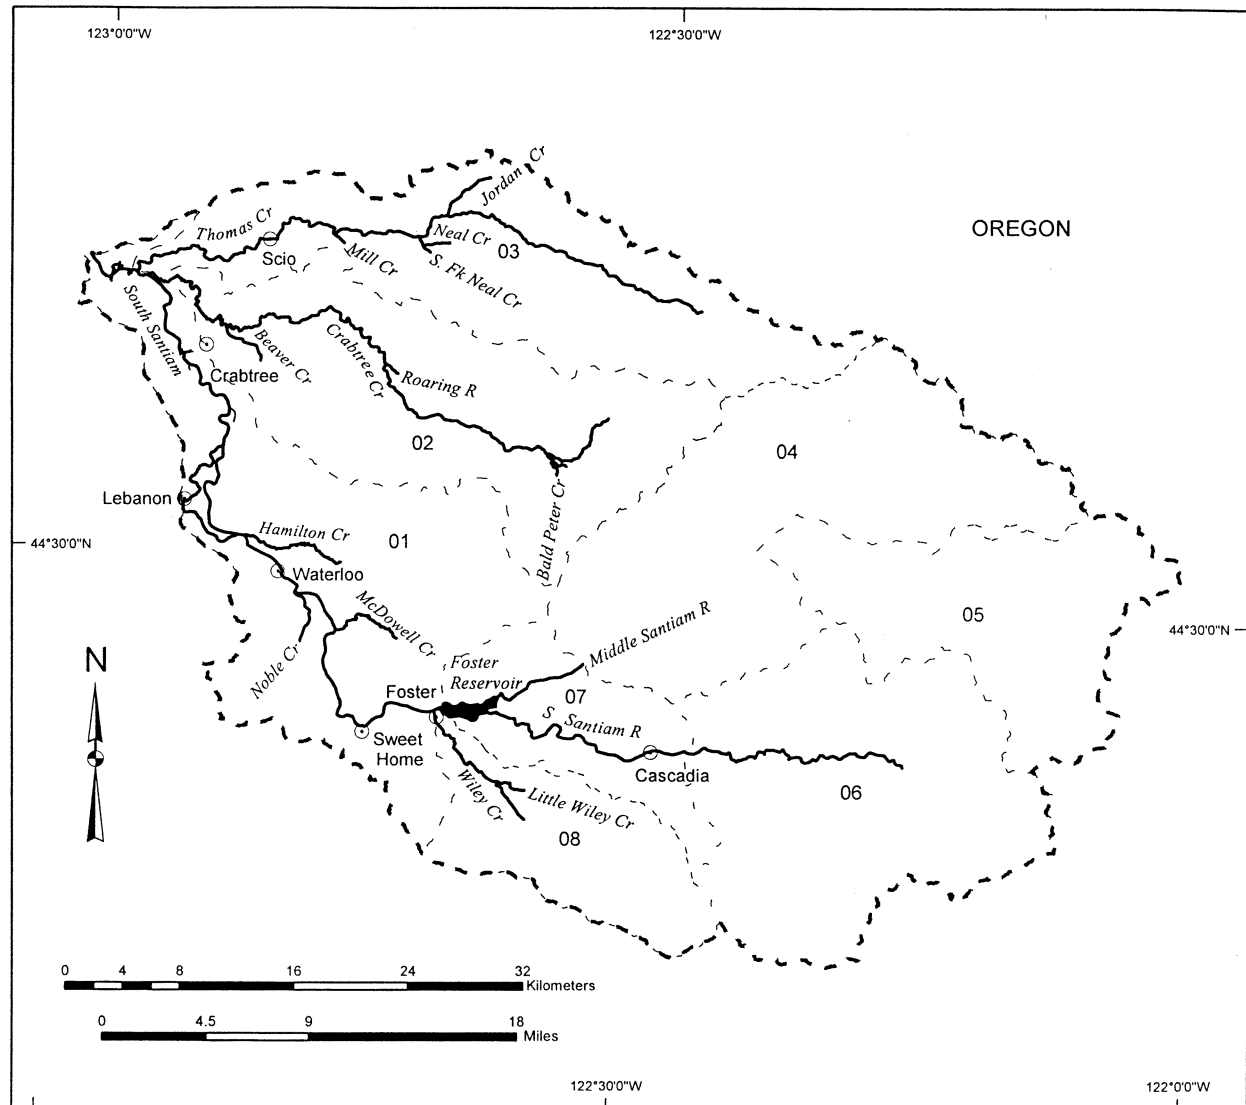 123°0'0"W
122°30'0"W
OREGON
Jordan Cr
Thomas Cr
Neal Cr
03
Scio
Mill Cr
S. Fk Neal Cr
South Santiam
Beaver Cr
Crabtree Cr
Crabtree
Roaring R
02
04
Lebanon
Bald Peter Cr
Hamilton Cr
01
44°30'0"N
Waterloo
McDowell Cr
05
Middle Santiam R
44°30'0"N
N
Noble Cr
Foster
Reservoir
Foster
07
S Santiam R
Sweet
Home
Cascadia
Wiley Cr
Little Wiley Cr
06
08
0 4 8 16 24 32
Kilometers
0 4.5 9 18
Miles
122°30'0"W
122°0'0"W